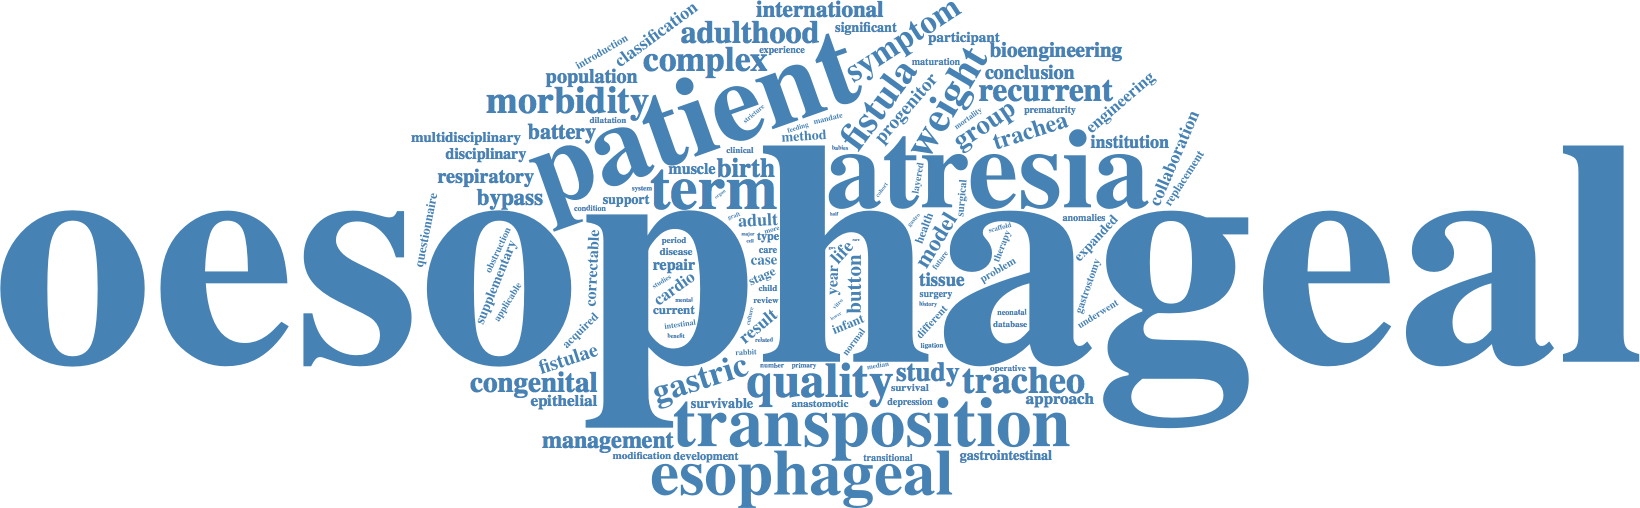 international
significant
classification
adulthood
symptom
participant
introduction
experience
complex
bioengineering
maturation
population
patient
conclusion
weight
fistula
progenitor
recurrent
engineering
morbidity
stricture
mortality
prematurity
group
dilatation
feeding
mandate
trachea
multidisciplinary
battery
method
institution
collaboration
disciplinary
clinical
babies
atresia
replacement
respiratory
muscle
birth
layered
system
term
cohort
surgical
bypass
support
organ
condition
questionnaire
oesophageal
graft
adult
half
gastro
health
model
anomalies
scaffold
expanded
obstruction
supplementary
applicable
correctable
period
major
more
type
cell
disease
care
life
therapy
repair
case
year
future
problem
studies
cardio
stage
button
tissue
gastrostomy
child
mental
review
surgery
current
history
underwent
acquired
intestinal
result
infant
different
neonatal
database
benefit
related
normal
ligation
fistulae
rabbit
gastric
number
primary
median
study
operative
congenital
quality
tracheo
survival
epithelial
survivable
anastomotic
depression
approach
transposition
management
modification
development
transitional
gastrointestinal
esophageal